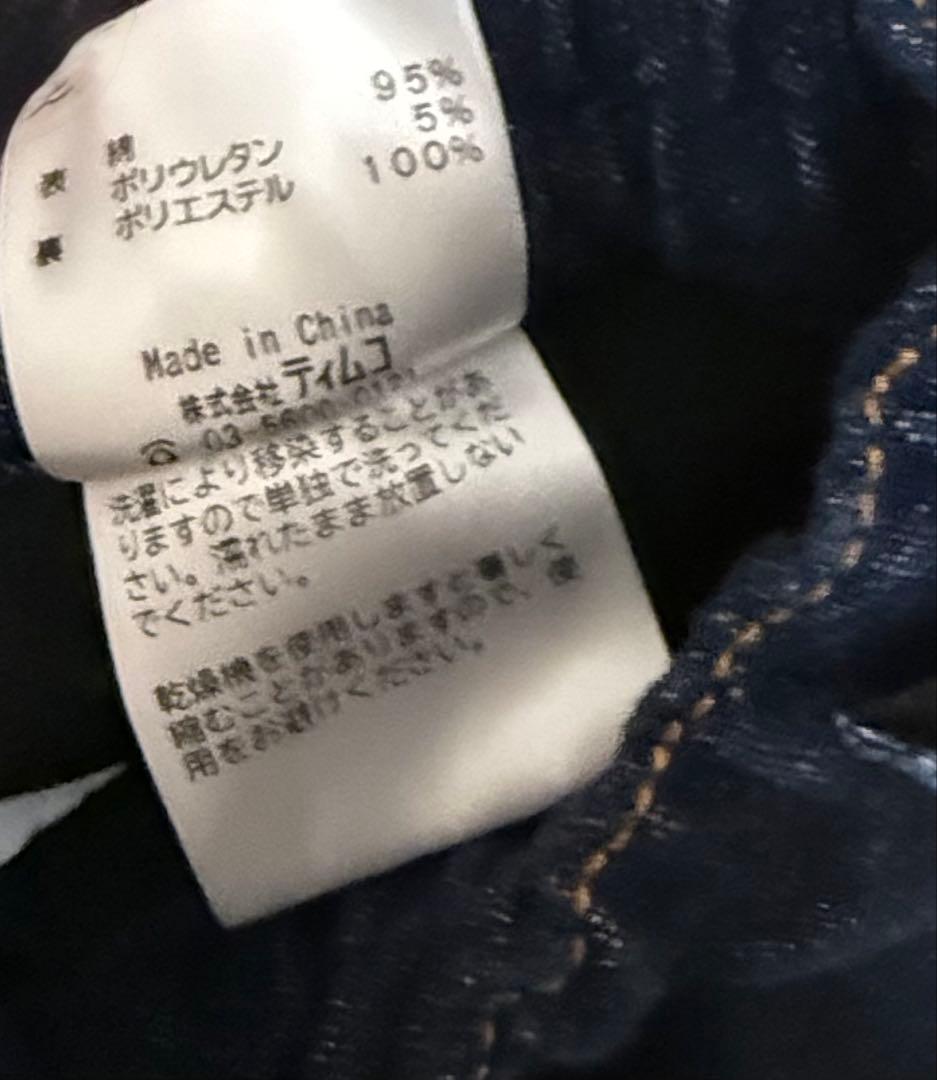 表 綿 95%
ポリウレタン 5%
裏 ポリエステル 100%
Made in China
株式会社ティムコ
☎ 03
洗濯により移染することがあ
りますので単独で洗ってくだ
さい。濡れたまま放置しない
でください。
乾燥機を使用しますと著しく
縮むことがありますので、使
用をお避けください。